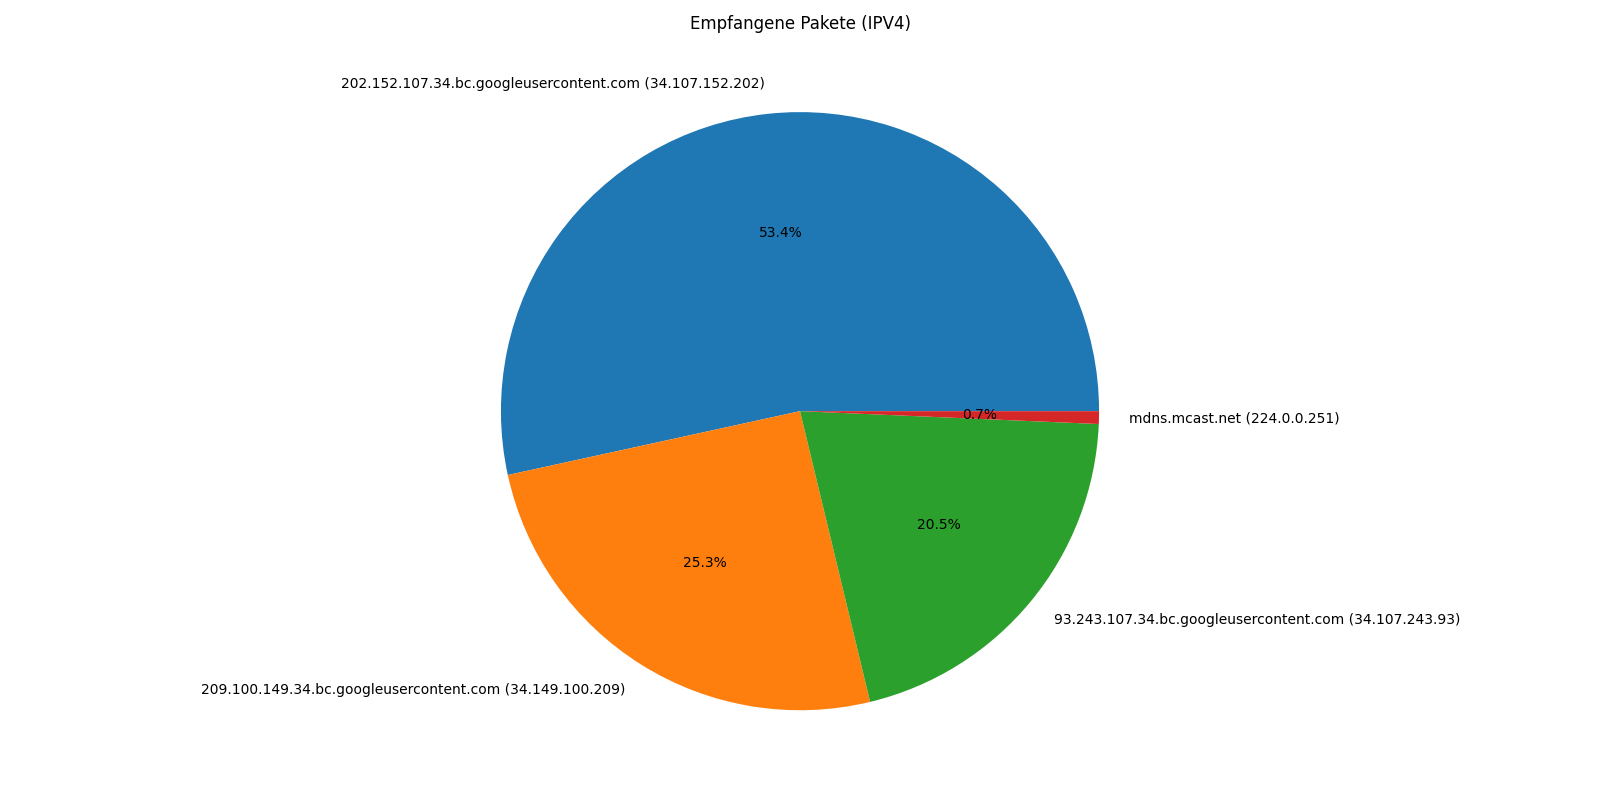 Empfangene Pakete (IPV4)
202.152.107.34.bc.googleusercontent.com (34.107.152.202)
53.4%
0.7%
mdns.mcast.net (224.0.0.251)
20.5%
25.3%
93.243.107.34.bc.googleusercontent.com (34.107.243.93)
209.100.149.34.bc.googleusercontent.com (34.149.100.209)